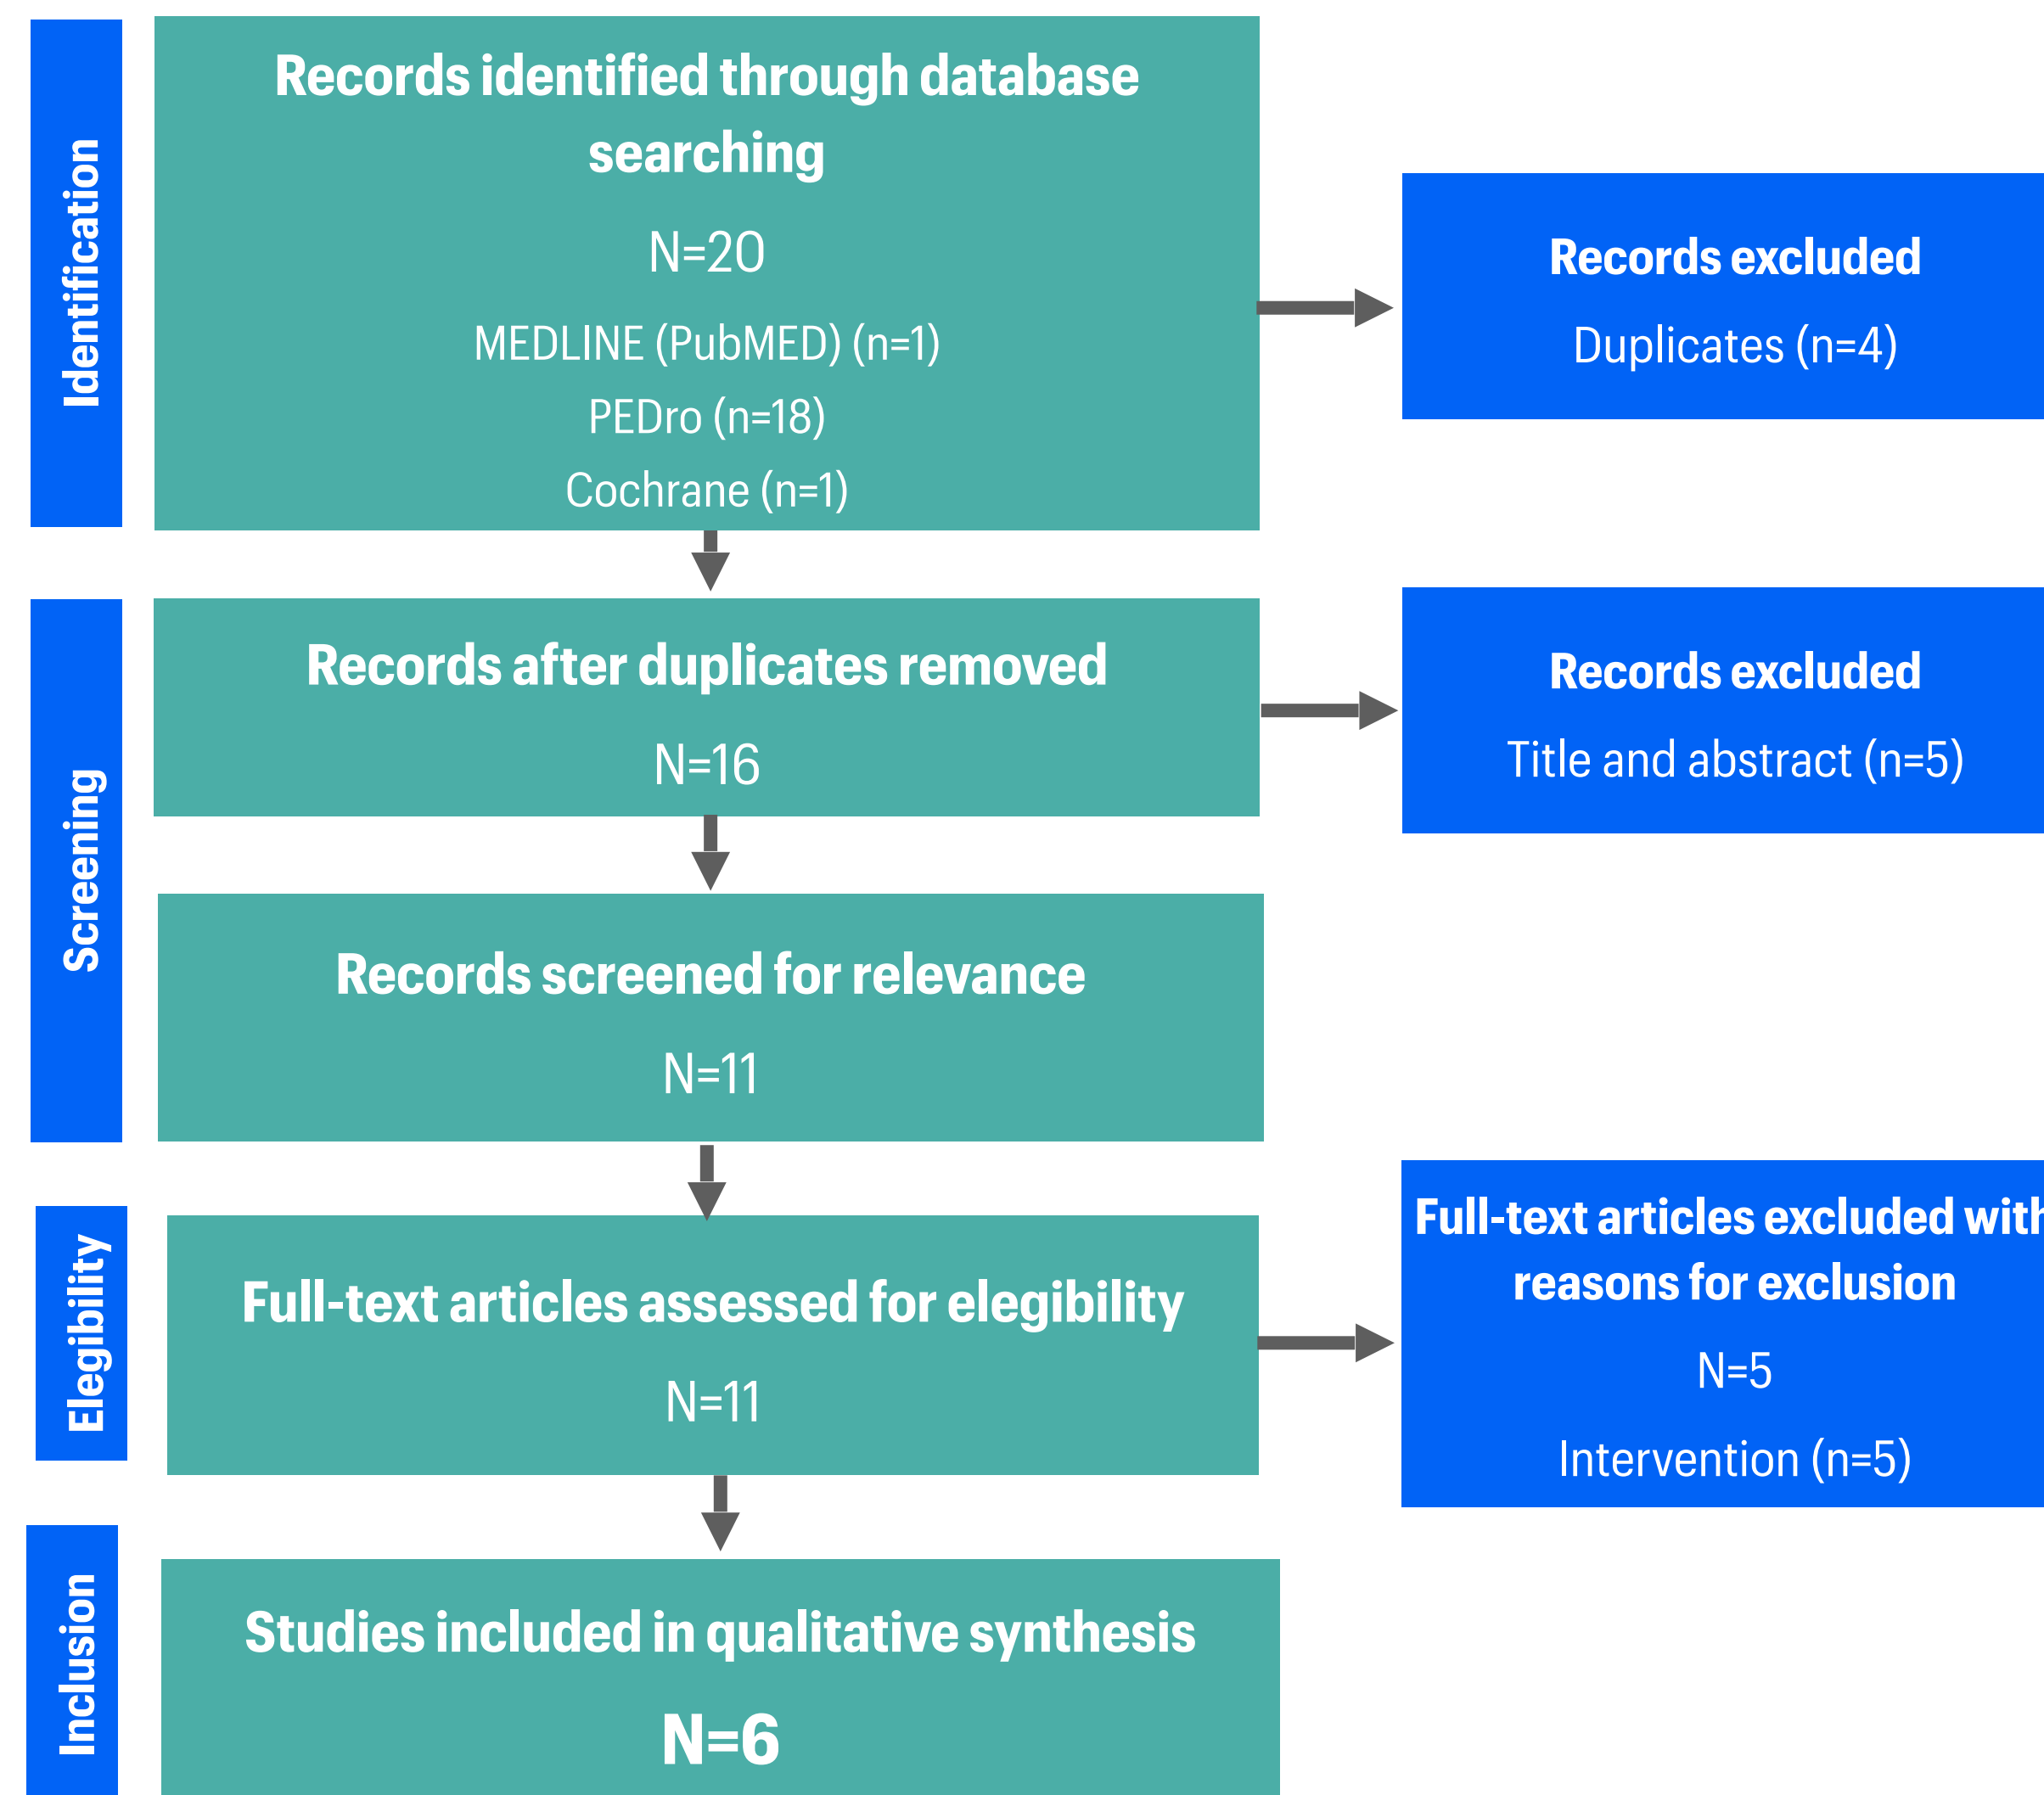 Identification
Records identified through database
searching
N=20
MEDLINE (PubMED) (n=1)
PEDro (n=18)
Cochrane (n=1)
Records excluded
Duplicates (n=4)
Screening
Records after duplicates removed
N=16
Records excluded
Title and abstract (n=5)
Records screened for relevance
N=11
Elegibility
Full-text articles assessed for elegibility
N=11
Full-text articles excluded with
reasons for exclusion
N=5
Intervention (n=5)
Inclusion
Studies included in qualitative synthesis
N=6